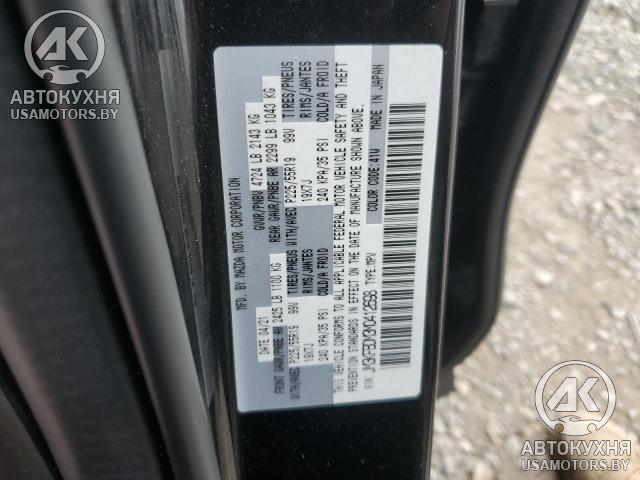 MFD. BY MAZDA MOTOR CORPORATION
DATE 04/21 GVWR/PNBV 4724 LB 2143 KG
FRONT GAWR/PNBE AV 2425 LB 1100 KG REAR GAWR/PNBE AR 2299 LB 1043 KG
WITH/AVEC P225/55R19 99V TIRES/PNEUS WITH/AVEC P225/55R19 99V TIRES/PNEUS
19X7J RIMS/JANTES 19X7J RIMS/JANTES
240 KPA/35 PSI COLD/A FROID 240 KPA/35 PSI COLD/A FROID
THIS VEHICLE CONFORMS TO ALL APPLICABLE FEDERAL MOTOR VEHICLE SAFETY AND THEFT
PREVENTION STANDARDS IN EFFECT ON THE DATE OF MANUFACTURE SHOWN ABOVE.
VIN: TYPE: MPV COLOR CODE: 41V MADE IN JAPAN
АК
АВТОКУХНЯ
USAMOTORS.BY
АК
АВТОКУХНЯ
USAMOTORS.BY